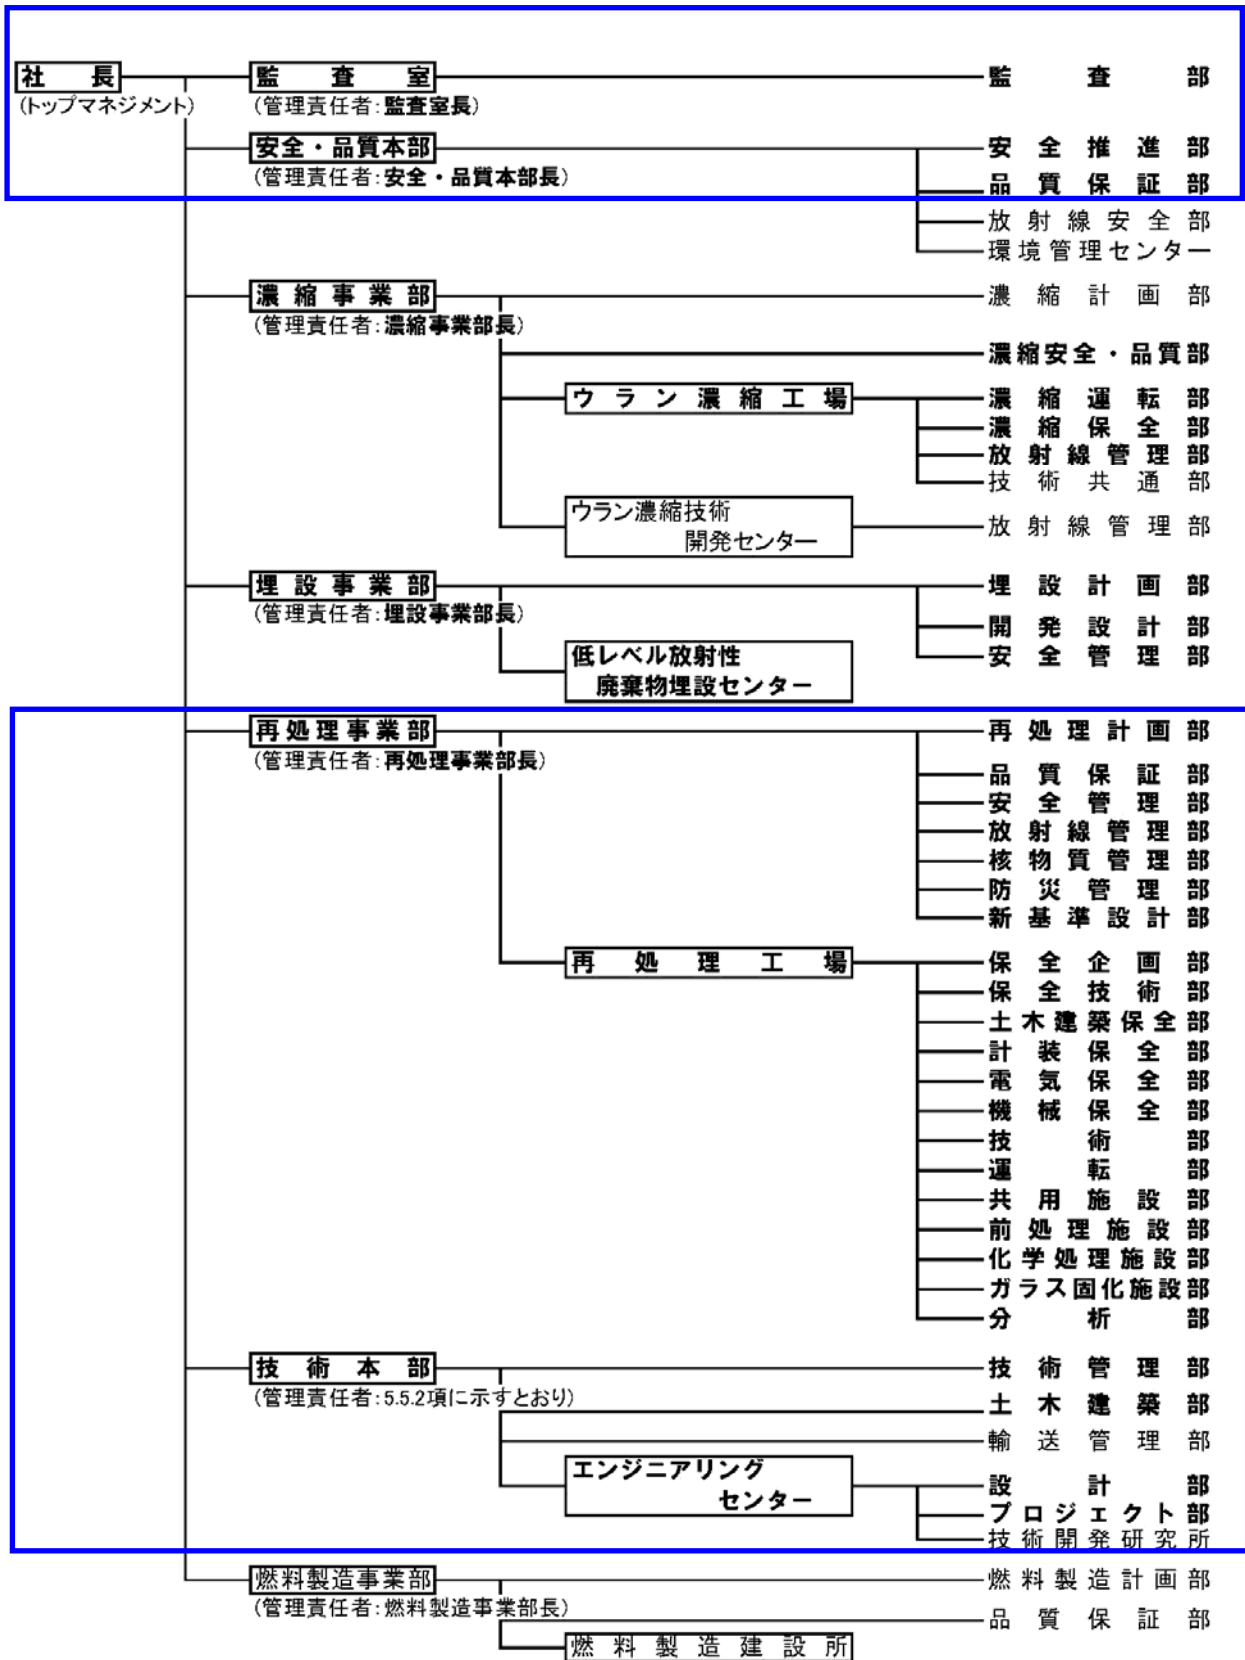 社長 監査室 監査部
(トップマネジメント) (管理責任者:監査室長)
安全・品質本部 安全推進部
(管理責任者:安全・品質本部長)
品質保証部
放射線安全部
環境管理センター
濃縮事業部 濃縮計画部
(管理責任者:濃縮事業部長)
濃縮安全・品質部
ウラン濃縮工場 濃縮運転部
濃縮保全部
放射線管理部
技術共通部
ウラン濃縮技術
開発センター 放射線管理部
埋設事業部 埋設計画部
(管理責任者:埋設事業部長)
開発設計部
低レベル放射性 安全管理部
廃棄物埋設センター
再処理事業部 再処理計画部
(管理責任者:再処理事業部長)
品質保証部
安全管理部
放射線管理部
核物質管理部
防災管理部
新基準設計部
再処理工場 保全企画部
保全技術部
土木建築保全部
計装保全部
電気保全部
機械保全部
技術部
運転部
共用施設部
前処理施設部
化学処理施設部
ガラス固化施設部
分析部
技術本部 技術管理部
(管理責任者:5.5.2項に示すとおり)
土木建築部
輸送管理部
エンジニアリング
センター 設計部
プロジェクト部
技術開発研究所
燃料製造事業部 燃料製造計画部
(管理責任者:燃料製造事業部長)
品質保証部
燃料製造建設所